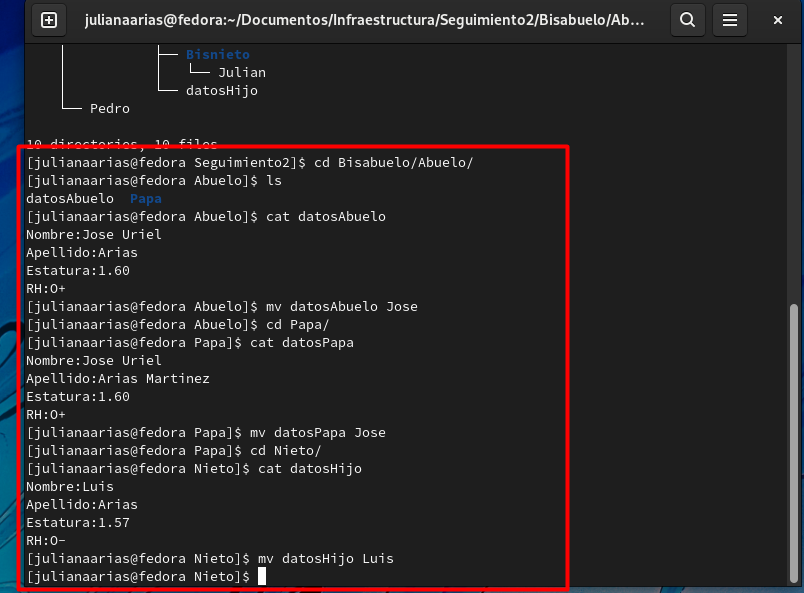 julianaarias@fedora:~/Documentos/Infraestructura/Seguimiento2/Bisabuelo/Ab...
Bisnieto
Julian
datosHijo
Pedro
10 directories, 10 files
[julianaarias@fedora Seguimiento2]$ cd Bisabuelo/Abuelo/
[julianaarias@fedora Abuelo]$ ls
datosAbuelo  Papa
[julianaarias@fedora Abuelo]$ cat datosAbuelo
Nombre:Jose Uriel
Apellido:Arias
Estatura:1.60
RH:O+
[julianaarias@fedora Abuelo]$ mv datosAbuelo Jose
[julianaarias@fedora Abuelo]$ cd Papa/
[julianaarias@fedora Papa]$ cat datosPapa
Nombre:Jose Uriel
Apellido:Arias Martinez
Estatura:1.60
RH:O+
[julianaarias@fedora Papa]$ mv datosPapa Jose
[julianaarias@fedora Papa]$ cd Nieto/
[julianaarias@fedora Nieto]$ cat datosHijo
Nombre:Luis
Apellido:Arias
Estatura:1.57
RH:O-
[julianaarias@fedora Nieto]$ mv datosHijo Luis
[julianaarias@fedora Nieto]$